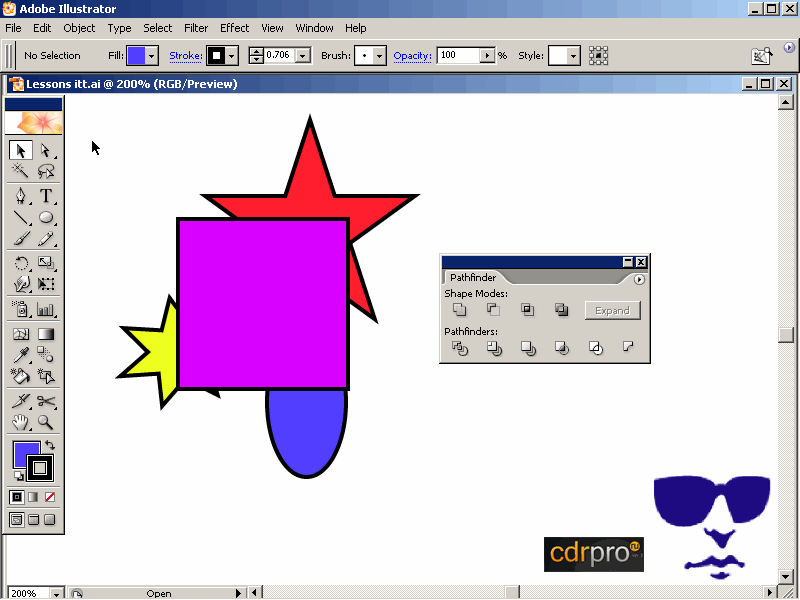 Adobe Illustrator
File Edit Object Type Select Filter Effect View Window Help
No Selection Fill: Stroke: 0.706 Brush: Opacity: 100 % Style:
Lessons itt.ai @ 200% (RGB/Preview)
T
Pathfinder
Shape Modes:
Expand
Pathfinders:
cdrpro
ru
200% Open